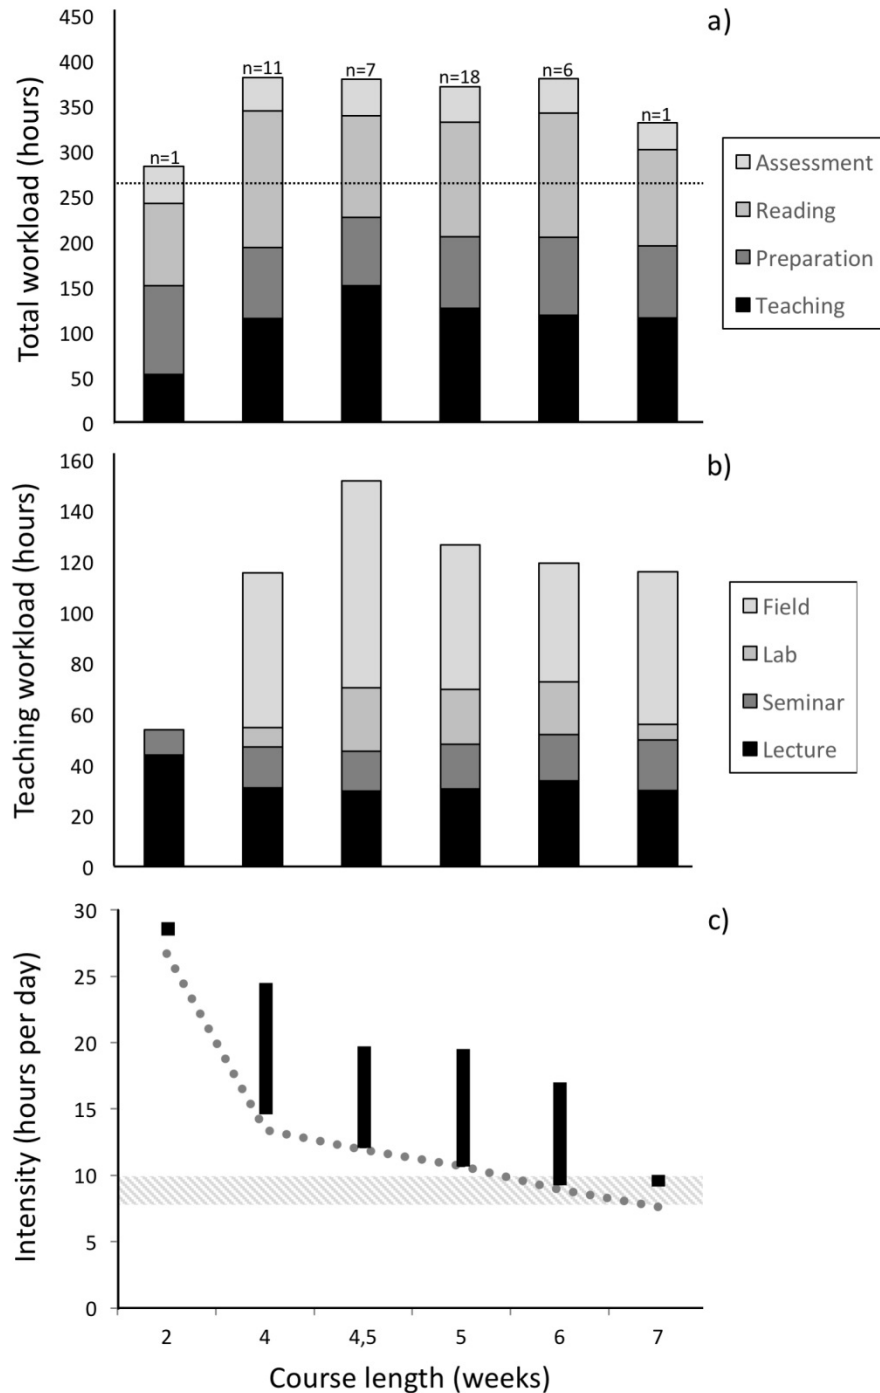 a)
Total workload (hours)
450
400
350
300
250
200
150
100
50
0
n=1
n=11
n=7
n=18
n=6
n=1
Assessment
Reading
Preparation
Teaching
b)
Teaching workload (hours)
160
140
120
100
80
60
40
20
0
Field
Lab
Seminar
Lecture
c)
Intensity (hours per day)
30
25
20
15
10
5
0
2 4 4,5 5 6 7
Course length (weeks)